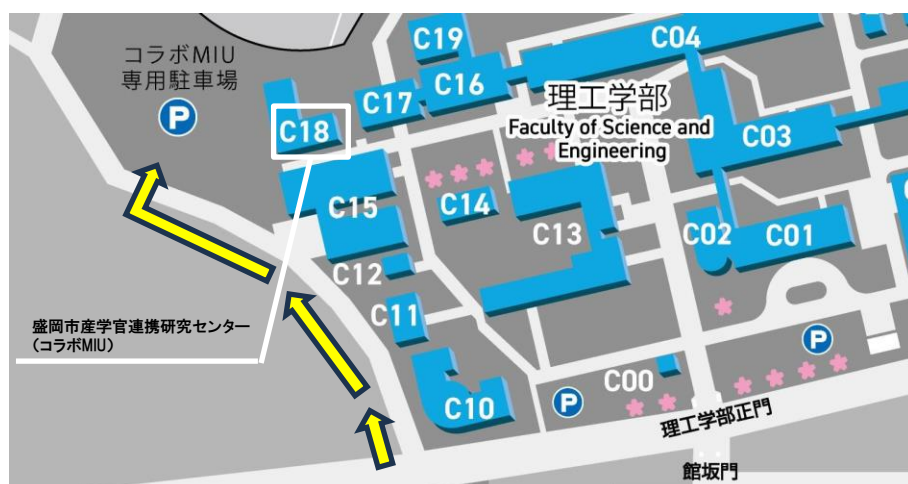 コラボMIU
専用駐車場
P
C19
C16
C17
C18
C04
理工学部
Faculty of Science and
Engineering
C03
C15
C14
C13
C02
C01
C12
C11
盛岡市産学官連携研究センター
（コラボMIU）
C10
P
C00
P
理工学部正門
館坂門